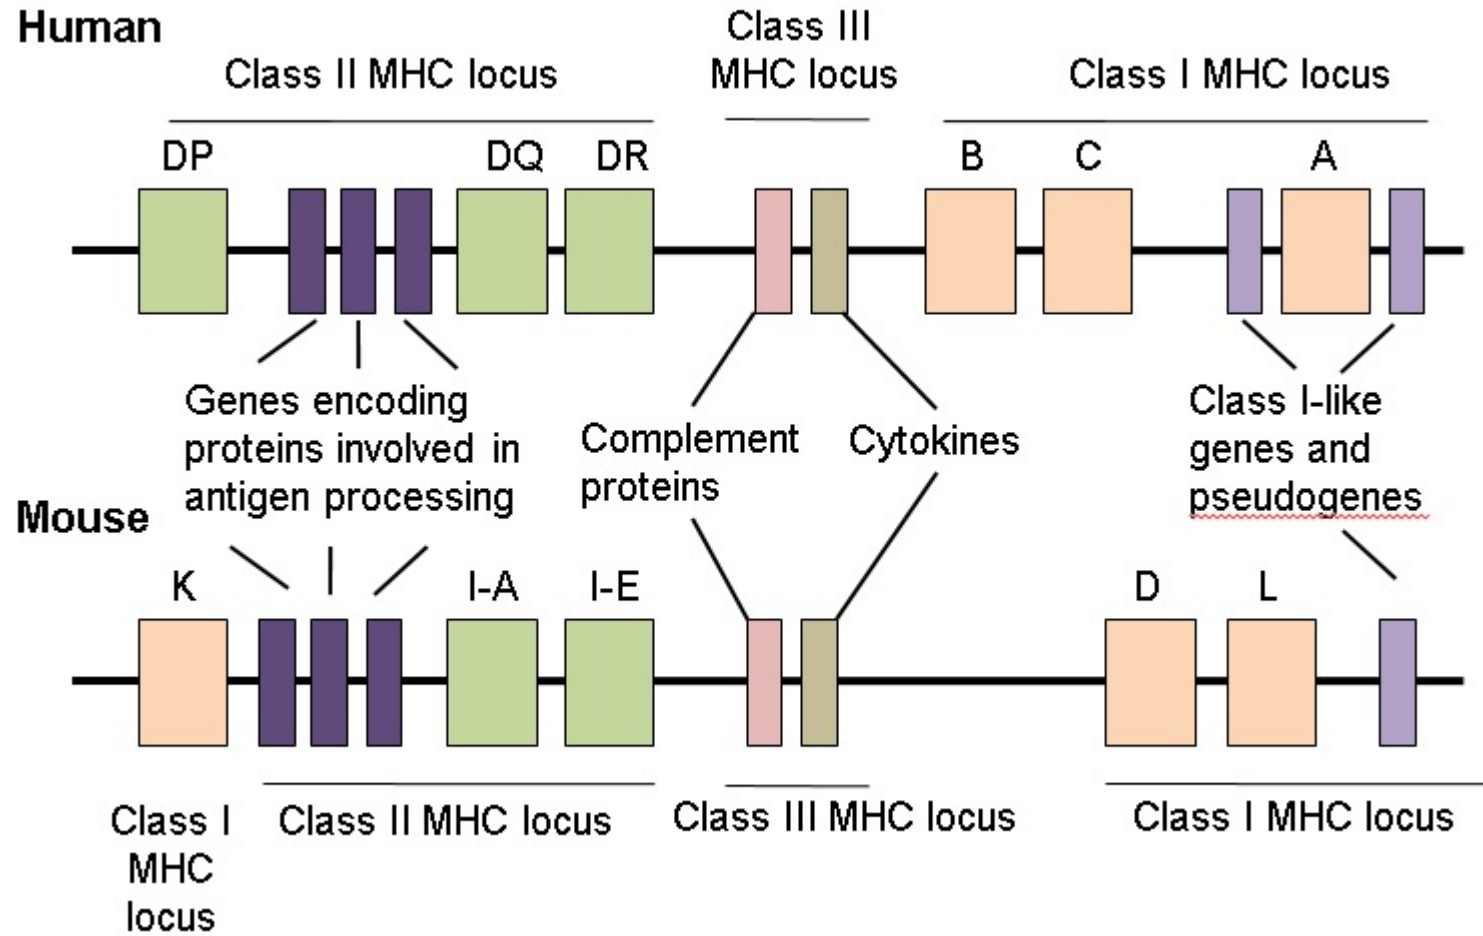 Human
Class II MHC locus
Class III
MHC locus
Class I MHC locus
DP
DQ
DR
B
C
A
Genes encoding
proteins involved in
antigen processing
Complement
proteins
Cytokines
Class I-like
genes and
pseudogenes
Mouse
K
I-A
I-E
D
L
Class I
MHC
locus
Class II MHC locus
Class III MHC locus
Class I MHC locus